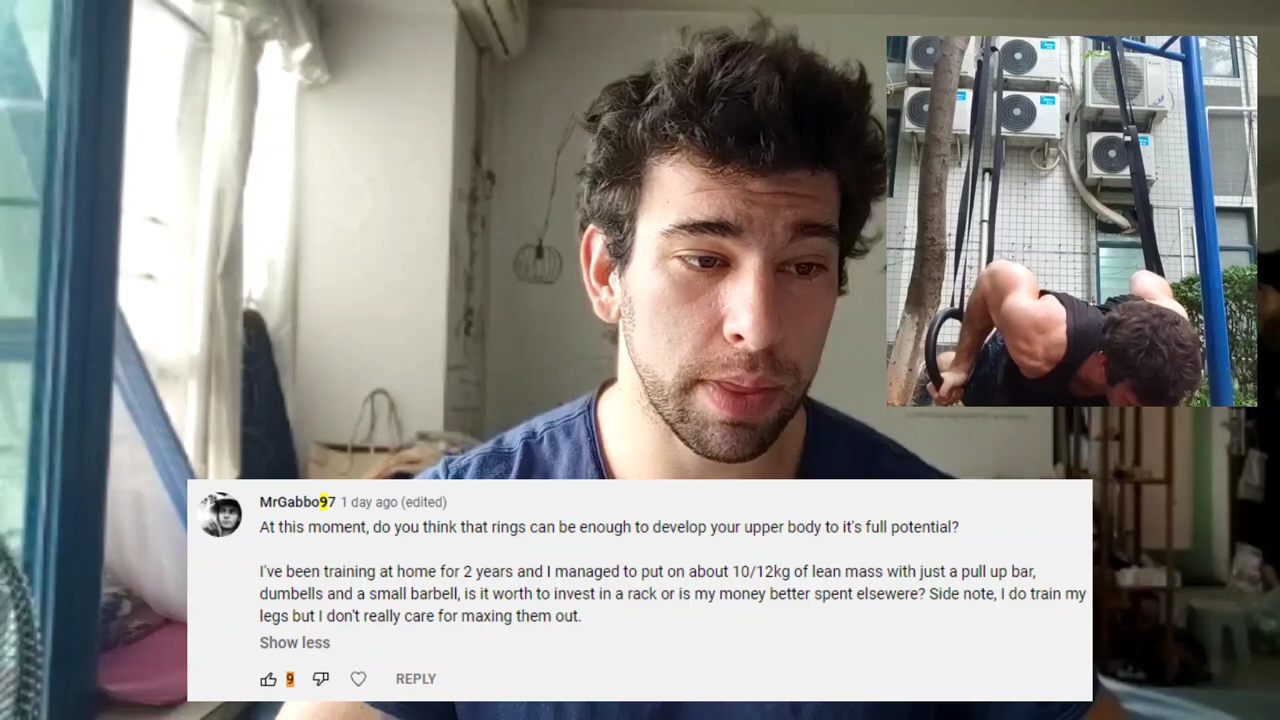 MrGabbo97 1 day ago (edited)
At this moment, do you think that rings can be enough to develop your upper body to it's full potential?
I've been training at home for 2 years and I managed to put on about 10/12kg of lean mass with just a pull up bar,
dumbells and a small barbell, is it worth to invest in a rack or is my money better spent elsewere? Side note, I do train my
legs but I don't really care for maxing them out.
Show less
9 REPLY